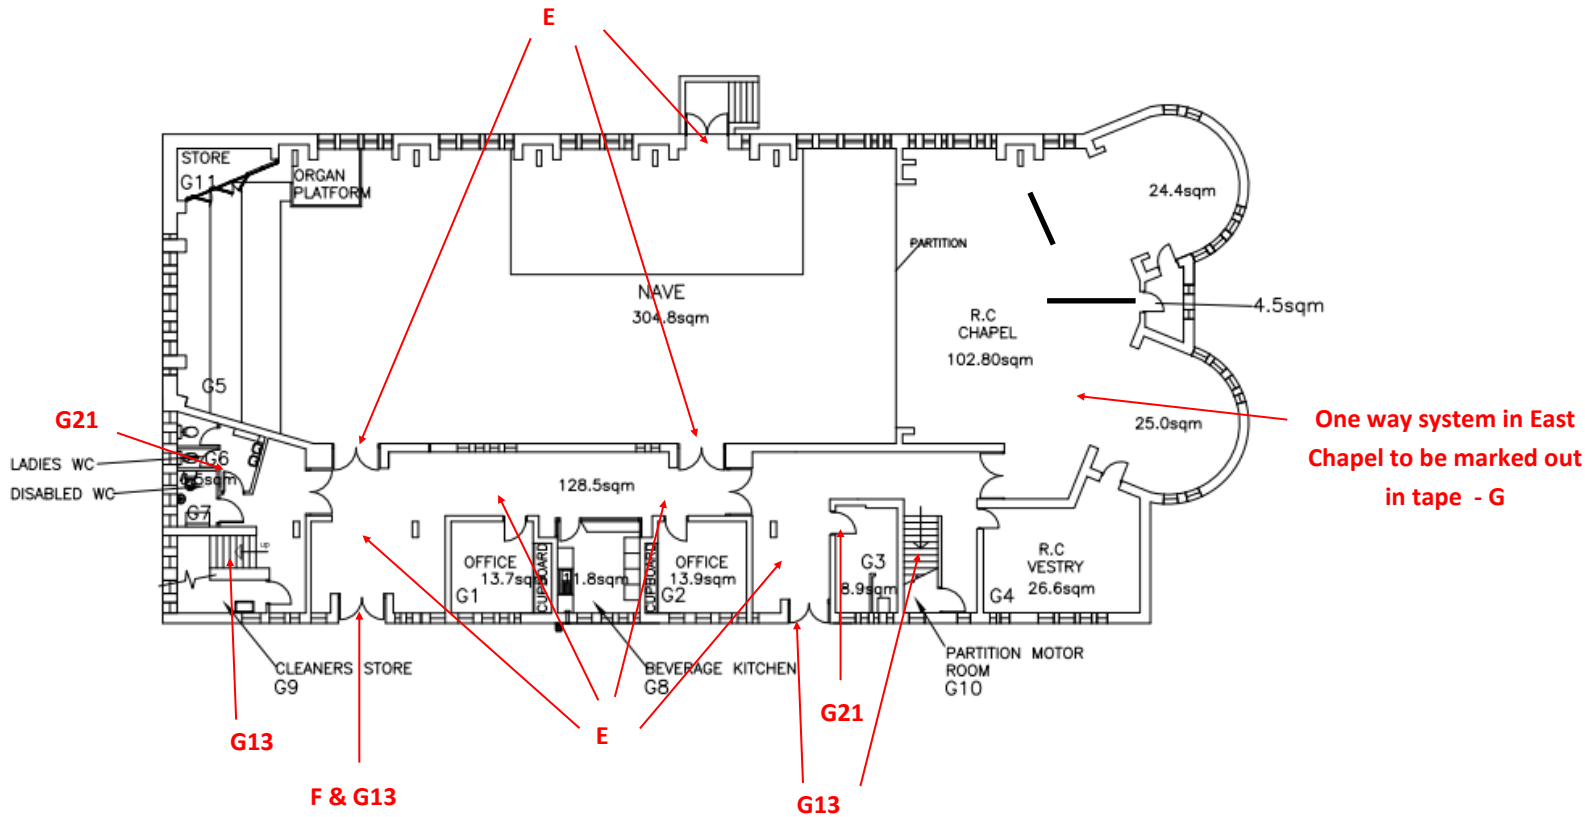 E
STORE
G11
ORGAN
PLATFORM
24.4sqm
PARTITION
NAVE
304.8sqm
4.5sqm
R.C
CHAPEL
102.80sqm
G5
G21
One way system in East
Chapel to be marked out
in tape - G
25.0sqm
LADIES WC
G6
DISABLED WC
G7
128.5sqm
UP
OFFICE
13.7sqm
G1
CUPBOARD
1.8sqm
CUPBOARD
OFFICE
13.9sqm
G2
G3
8.9sqm
R.C
VESTRY
26.6sqm
G4
CLEANERS STORE
G9
BEVERAGE KITCHEN
G8
PARTITION MOTOR
ROOM
G10
G13
E
G21
F & G13
G13